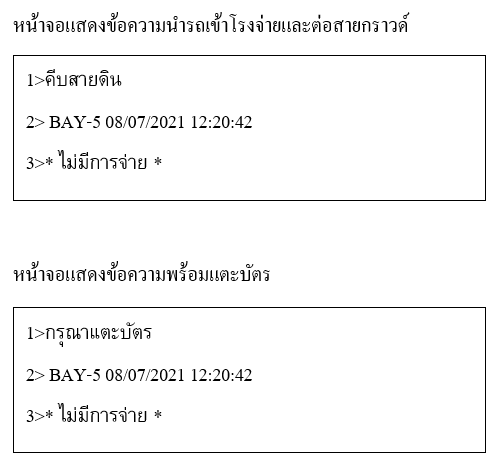 หน้าจอแสดงข้อความนำรถเข้าโรงจ่ายและต่อสายกราวค์
1>คีบสายดิน
2> BAY-5 08/07/2021 12:20:42
3>* ไม่มีการจ่าย *
หน้าจอแสดงข้อความพร้อมแตะบัตร
1>กรุณาแตะบัตร
2> BAY-5 08/07/2021 12:20:42
3>* ไม่มีการจ่าย *